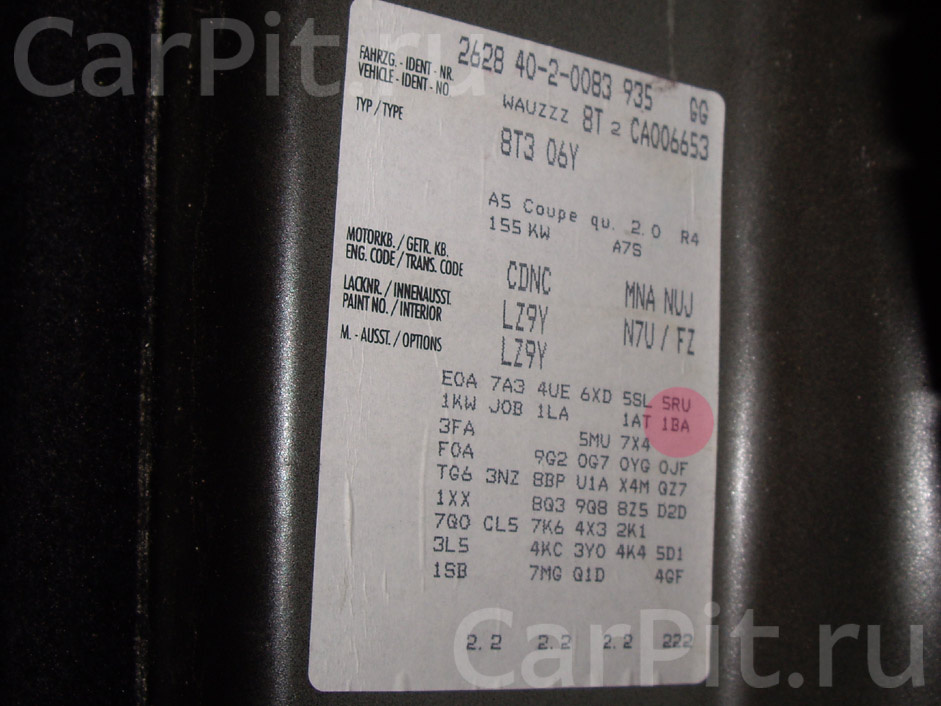 CarPit.ru
FAHRZG. - IDENT - NR. 2628 40-2-0083 935 GG
VEHICLE - IDENT - NO. WAUZZZ 8T 2 CA006653
TYP / TYPE 8T3 06Y
A5 Coupe qu. 2.0 R4
155 KW A7S
MOTORKB. / GETR. KB.
ENG. CODE / TRANS. CODE CDNC MNA NUJ
LACKNR. / INNENAUSST.
PAINT NO. / INTERIOR LZ9Y N7U / FZ
M. - AUSST. / OPTIONS LZ9Y
E0A 7A3 4UE 6XD 5SL 5RU
1KW J0B 1LA 1AT 1BA
3FA 5MU 7X4
F0A 9G2 0G7 0YG 0JF
TG6 3NZ 8BP U1A X4M QZ7
1XX 8Q3 9Q8 8Z5 D2D
7Q0 CL5 7K6 4X3 2K1
3L5 4KC 3Y0 4K4 5D1
1SB 7MG Q1D 4GF
2.2 2.2 2.2 222
CarPit.ru